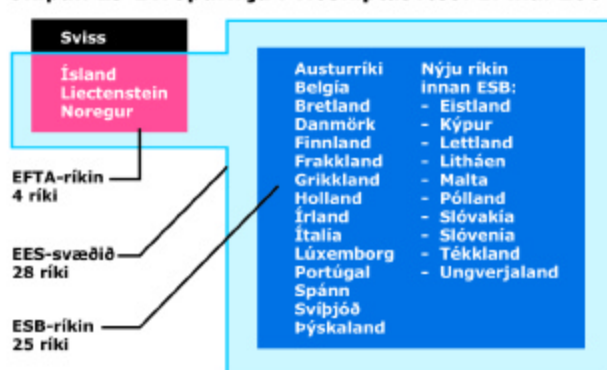 Sviss
Ísland
Liectenstein
Noregur
EFTA-ríkin
4 ríki
EES-svæðið
28 ríki
ESB-ríkin
25 ríki
Austurríki
Belgía
Bretland
Danmörk
Finnland
Frakkland
Grikkland
Holland
Írland
Ítalía
Lúxemborg
Portúgal
Spánn
Svíþjóð
Þýskaland
Nýju ríkin
innan ESB:
- Eistland
- Kýpur
- Lettland
- Litháen
- Malta
- Pólland
- Slóvakía
- Slóvenía
- Tékkland
- Ungverjaland